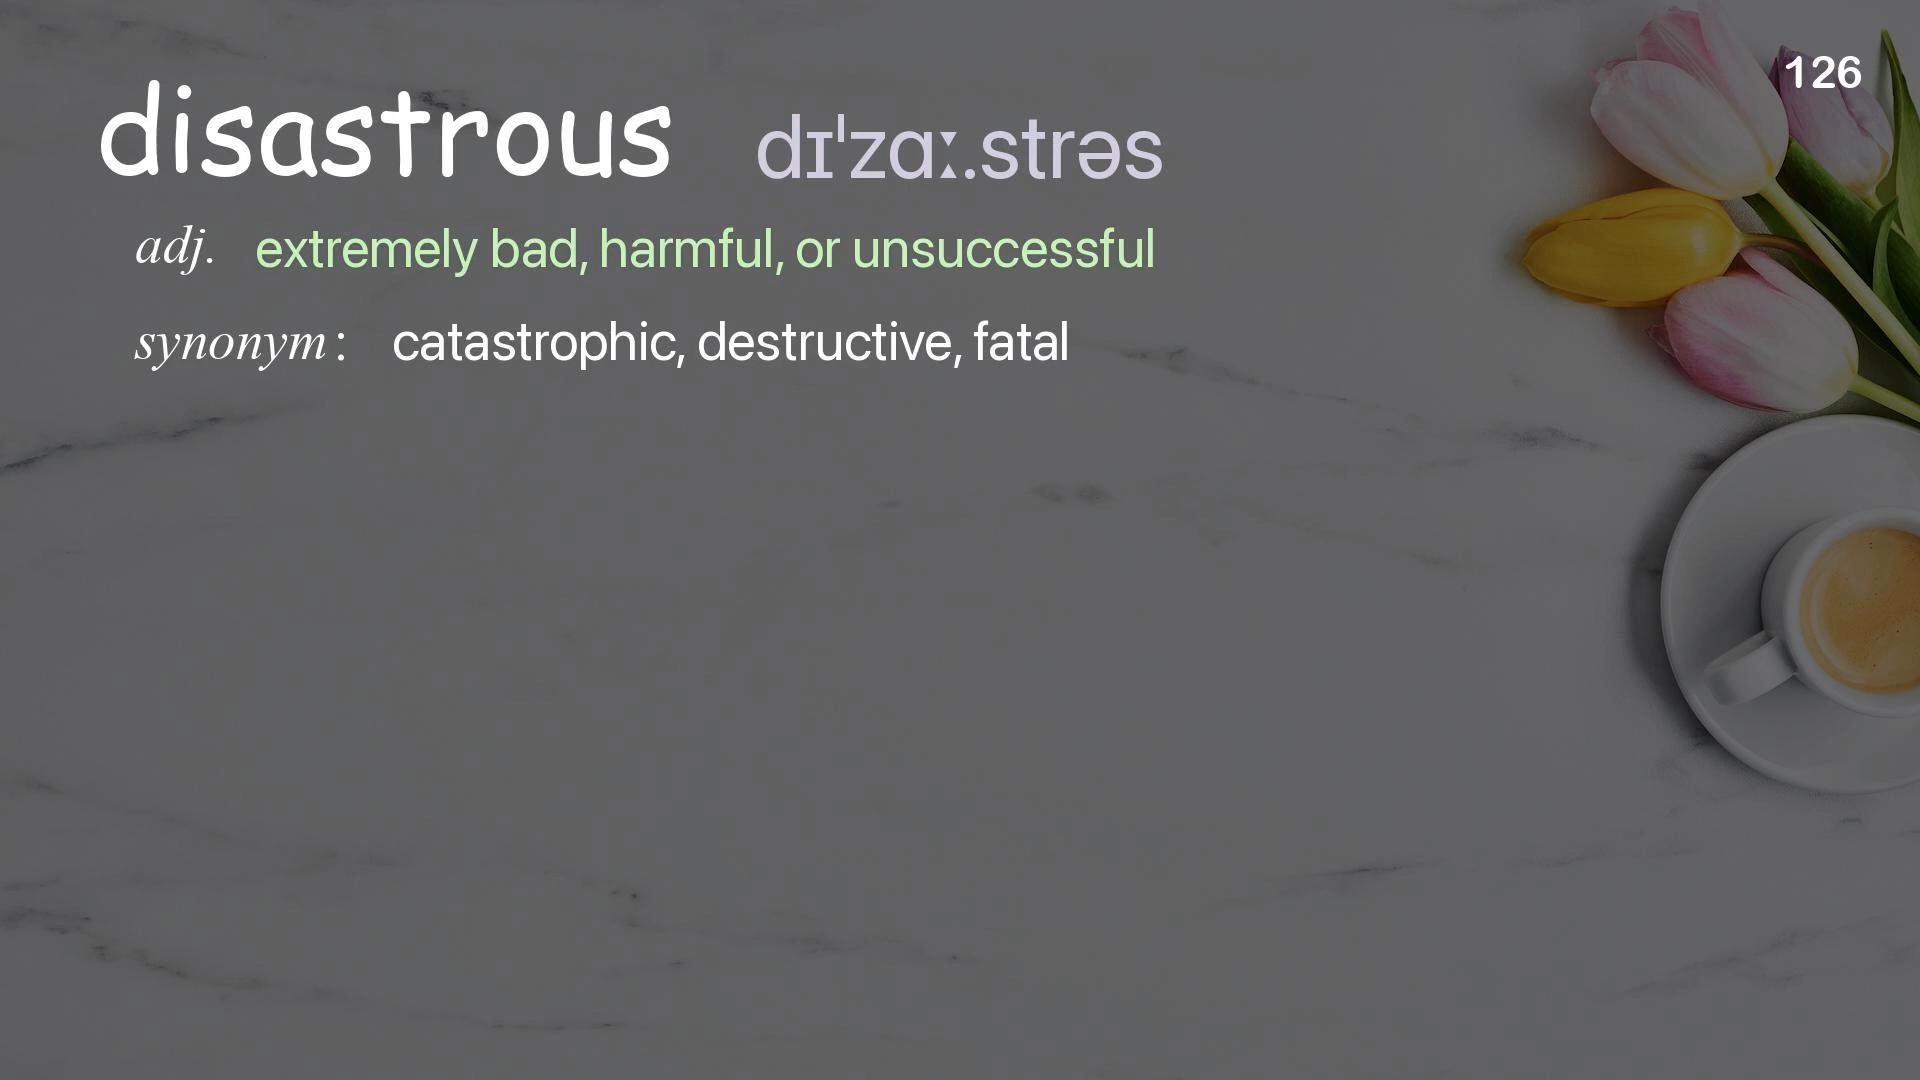 126
disastrous dɪˈzɑː.strəs
adj. extremely bad, harmful, or unsuccessful
synonym : catastrophic, destructive, fatal